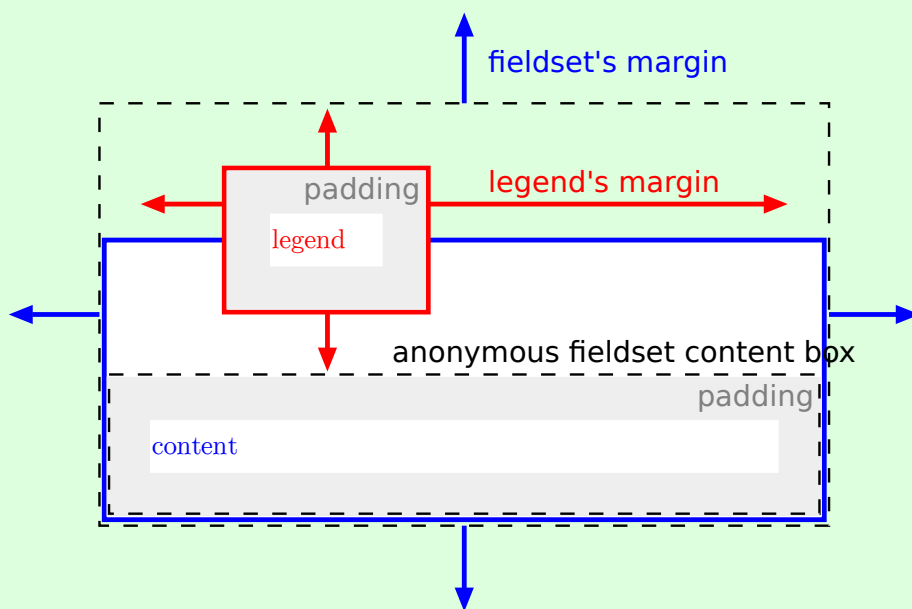 fieldset's margin
legend's margin
padding
legend
anonymous fieldset content box
padding
content